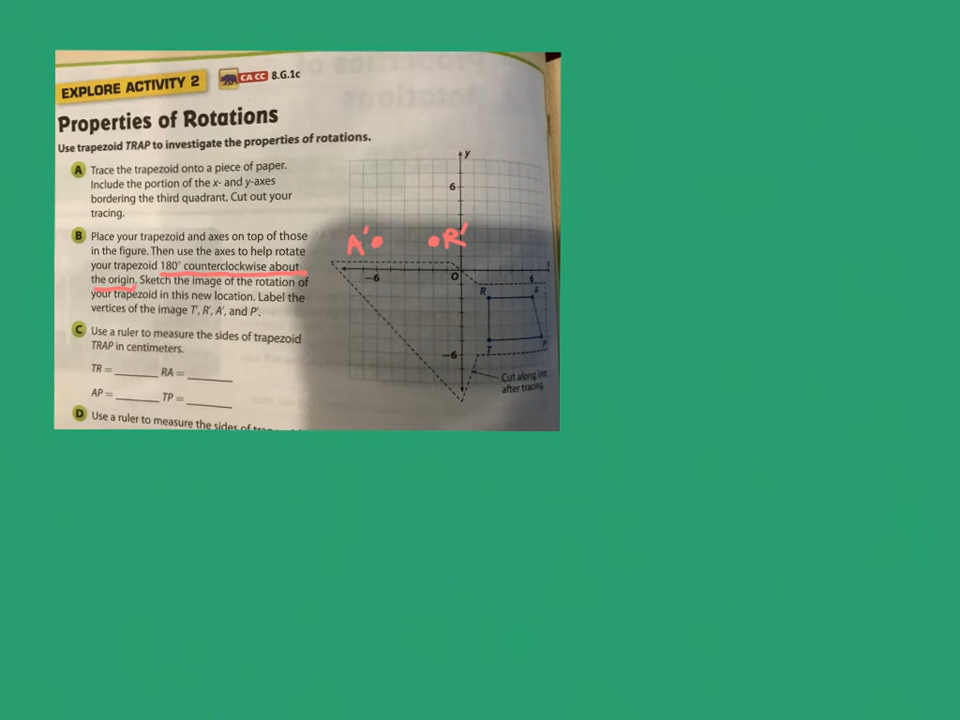 EXPLORE ACTIVITY 2
CA CC 8.G.1c
Properties of Rotations
Use trapezoid TRAP to investigate the properties of rotations.
A Trace the trapezoid onto a piece of paper.
Include the portion of the x- and y-axes
bordering the third quadrant. Cut out your
tracing.
B Place your trapezoid and axes on top of those
in the figure. Then use the axes to help rotate
your trapezoid 180° counterclockwise about
the origin. Sketch the image of the rotation of
your trapezoid in this new location. Label the
vertices of the image T′, R′, A′, and P′.
C Use a ruler to measure the sides of trapezoid
TRAP in centimeters.
TR = ______ RA = ______
AP = ______ TP = ______
D Use a ruler to measure the sides of
y
6
A′ R′
-6 O 6
R A
-6 T P
Cut along line
after tracing